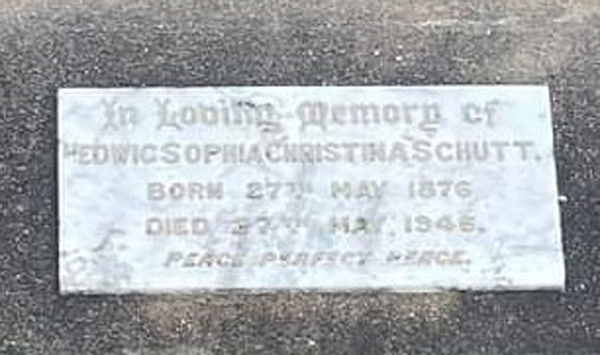 In Loving Memory of
HEDWIG SOPHIA CHRISTINA SCHUTT.
BORN 27TH MAY 1876
DIED 27TH MAY 1946.
PEACE PERFECT PEACE.